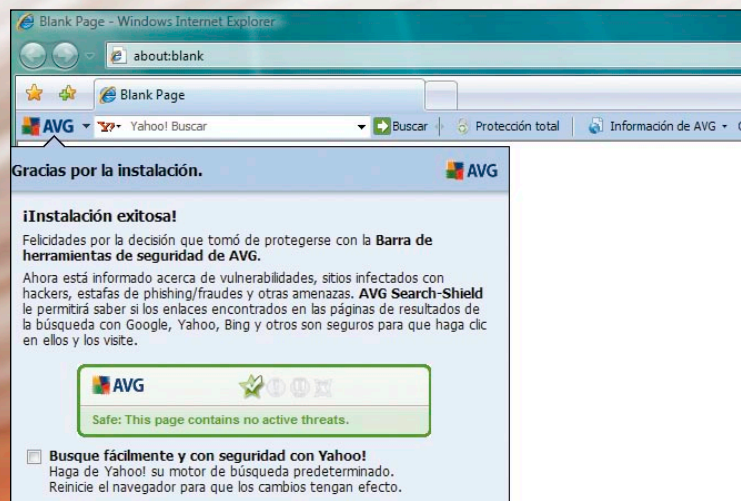 Blank Page - Windows Internet Explorer
about:blank
Blank Page
AVG Yahoo! Buscar Buscar Protección total Información de AVG
Gracias por la instalación. AVG
¡Instalación exitosa!
Felicidades por la decisión que tomó de protegerse con la Barra de
herramientas de seguridad de AVG.
Ahora está informado acerca de vulnerabilidades, sitios infectados con
hackers, estafas de phishing/fraudes y otras amenazas. AVG Search-Shield
le permitirá saber si los enlaces encontrados en las páginas de resultados de
la búsqueda con Google, Yahoo, Bing y otros son seguros para que haga clic
en ellos y los visite.
AVG
Safe: This page contains no active threats.
Busque fácilmente y con seguridad con Yahoo!
Haga de Yahoo! su motor de búsqueda predeterminado.
Reinicie el navegador para que los cambios tengan efecto.